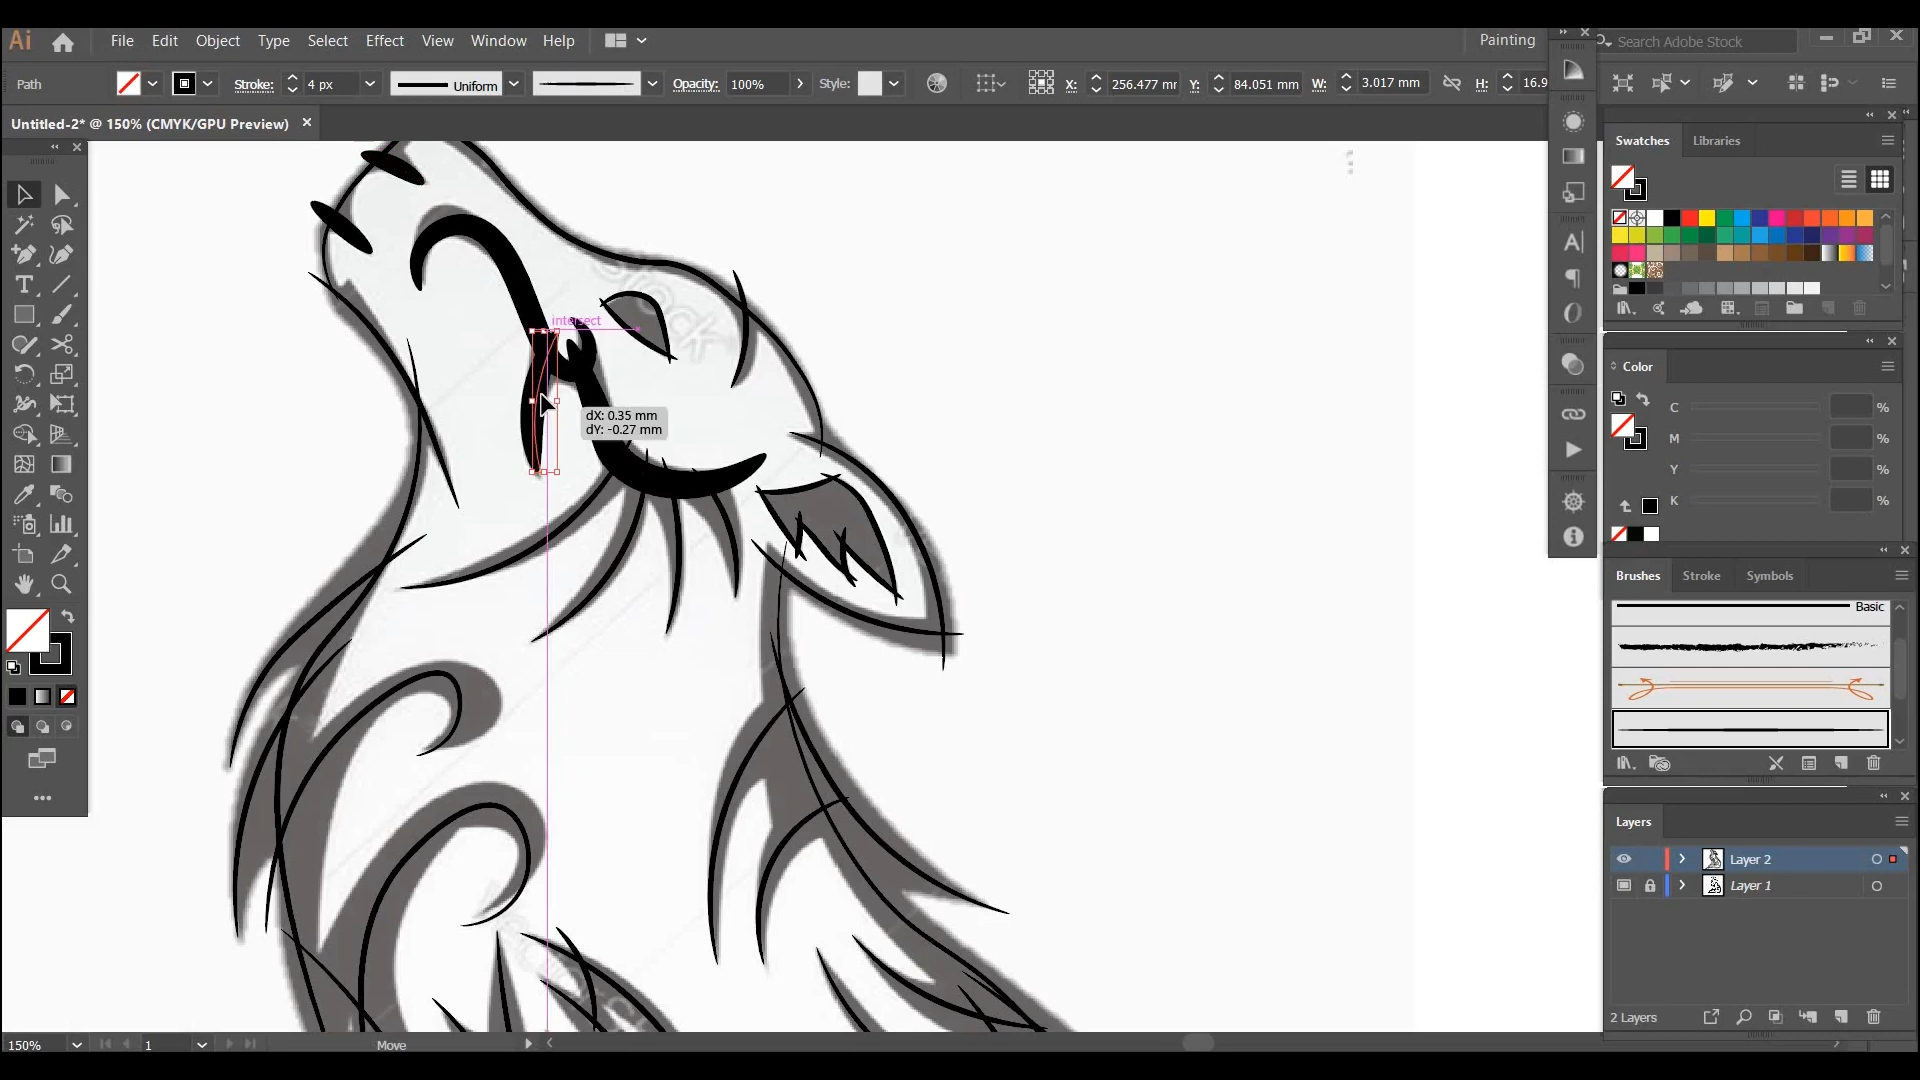 Ai File Edit Object Type Select Effect View Window Help Painting Search Adobe Stock
Path Stroke: 4 px Uniform Opacity: 100% Style: X: 256.477 mr Y: 84.051 mm W: 3.017 mm H: 16.9
Untitled-2* @ 150% (CMYK/GPU Preview)
Swatches Libraries
intersect
dX: 0.35 mm
dY: -0.27 mm
Color
C %
M %
Y %
K %
Brushes Stroke Symbols
Basic
Layers
Layer 2
Layer 1
2 Layers
150% 1 Move